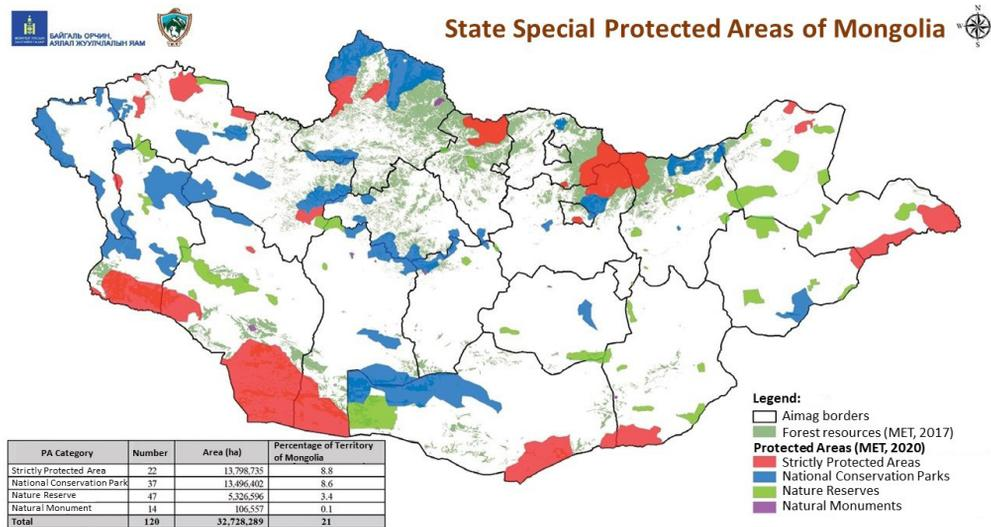 БАЙГАЛЬ ОРЧИН,
АЯЛАЛ ЖУУЛЧЛАЛЫН ЯАМ
State Special Protected Areas of Mongolia
N
W
E
S
Legend:
Aimag borders
Forest resources (MET, 2017)
Protected Areas (MET, 2020)
Strictly Protected Areas
National Conservation Parks
Nature Reserves
Natural Monuments
PA Category Number Area (ha) Percentage of Territory of Mongolia
Strictly Protected Area 22 13,798,735 8.8
National Conservation Park 37 13,496,402 8.6
Nature Reserve 47 5,326,596 3.4
Natural Monument 14 106,557 0.1
Total 120 32,728,289 21